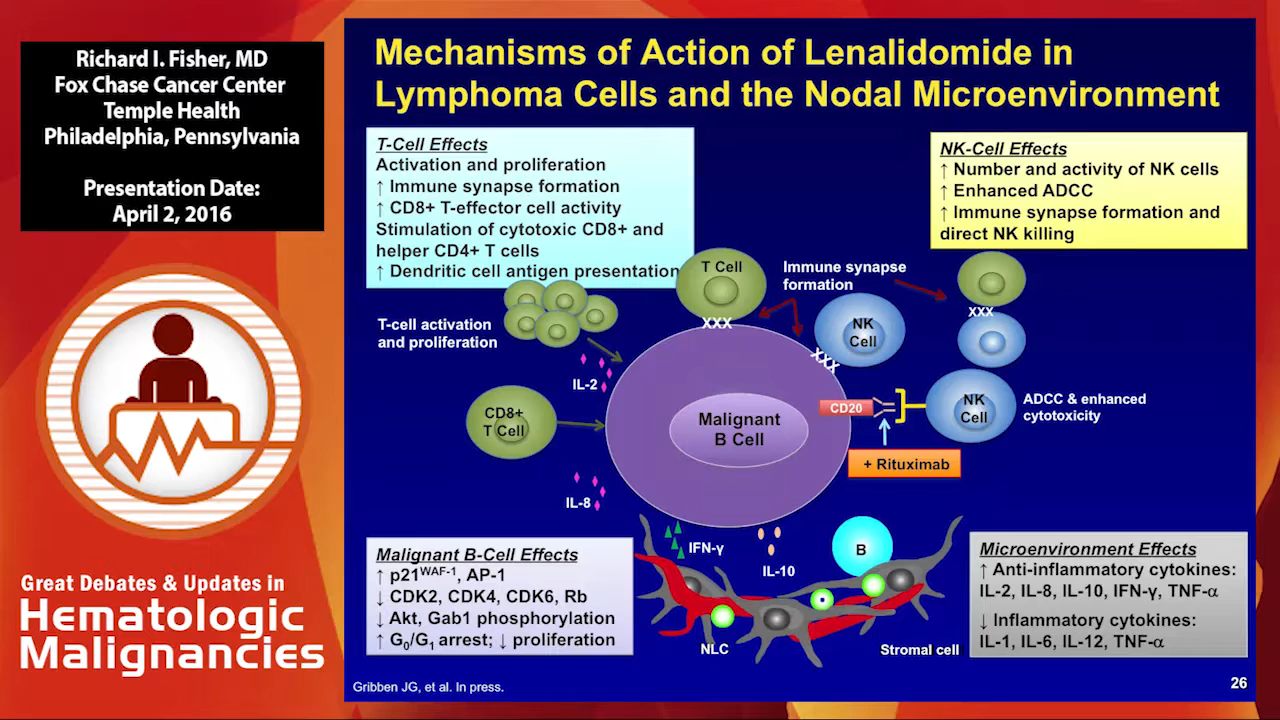 Richard I. Fisher, MD
Fox Chase Cancer Center
Temple Health
Philadelphia, Pennsylvania
Presentation Date:
April 2, 2016
Great Debates & Updates in
Hematologic
Malignancies
Mechanisms of Action of Lenalidomide in
Lymphoma Cells and the Nodal Microenvironment
T-Cell Effects
Activation and proliferation
↑ Immune synapse formation
↑ CD8+ T-effector cell activity
Stimulation of cytotoxic CD8+ and
helper CD4+ T cells
↑ Dendritic cell antigen presentation
NK-Cell Effects
↑ Number and activity of NK cells
↑ Enhanced ADCC
↑ Immune synapse formation and
direct NK killing
T Cell
XXX
Immune synapse
formation
XXX
T-cell activation
and proliferation
IL-2
NK
Cell
XXX
CD8+
T Cell
Malignant
B Cell
CD20
NK
Cell
ADCC & enhanced
cytotoxicity
+ Rituximab
IL-8
IFN-γ
IL-10
B
NLC
Stromal cell
Malignant B-Cell Effects
↑ p21WAF-1, AP-1
↓ CDK2, CDK4, CDK6, Rb
↓ Akt, Gab1 phosphorylation
↑ G0/G1 arrest; ↓ proliferation
Microenvironment Effects
↑ Anti-inflammatory cytokines:
IL-2, IL-8, IL-10, IFN-γ, TNF-α
↓ Inflammatory cytokines:
IL-1, IL-6, IL-12, TNF-α
Gribben JG, et al. In press.
26